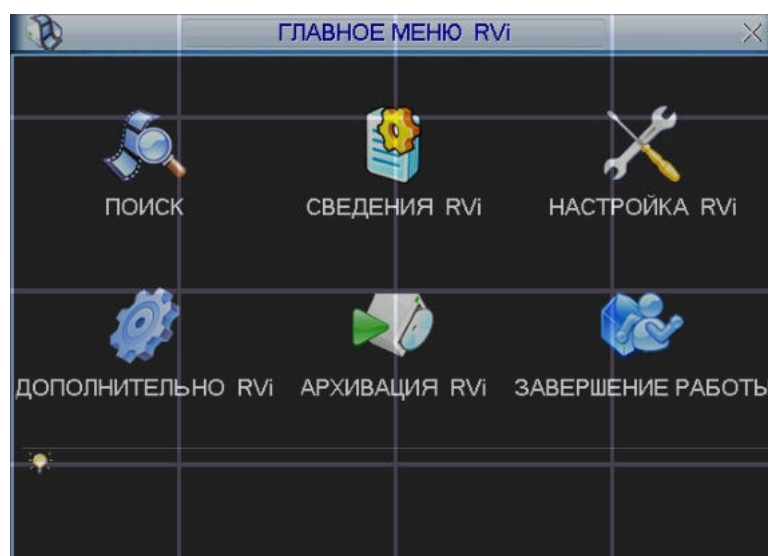 ГЛАВНОЕ МЕНЮ RVi
ПОИСК
СВЕДЕНИЯ RVi
НАСТРОЙКА RVi
ДОПОЛНИТЕЛЬНО RVi
АРХИВАЦИЯ RVi
ЗАВЕРШЕНИЕ РАБОТЫ